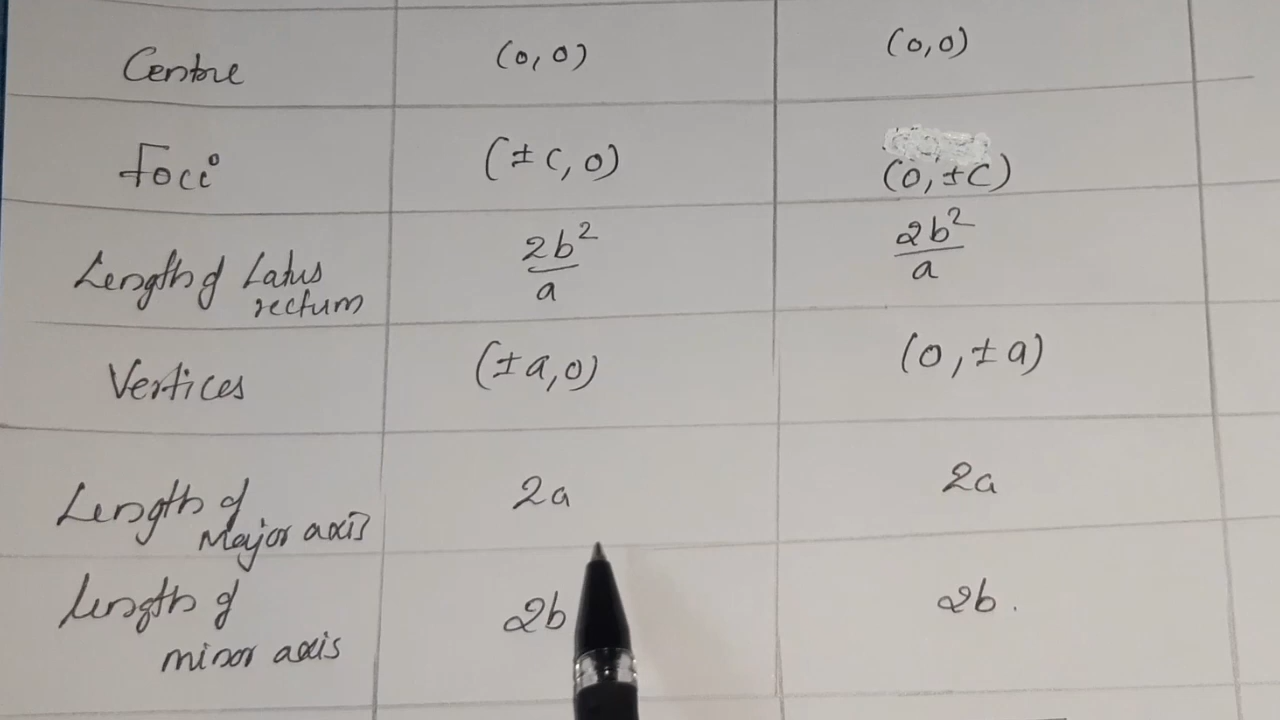 Centre (0,0) (0,0)
Foci (±c,0) (0,±c)
Length of Latus rectum 2b²/a 2b²/a
Vertices (±a,0) (0,±a)
Length of Major axis 2a 2a
Length of minor axis 2b 2b.